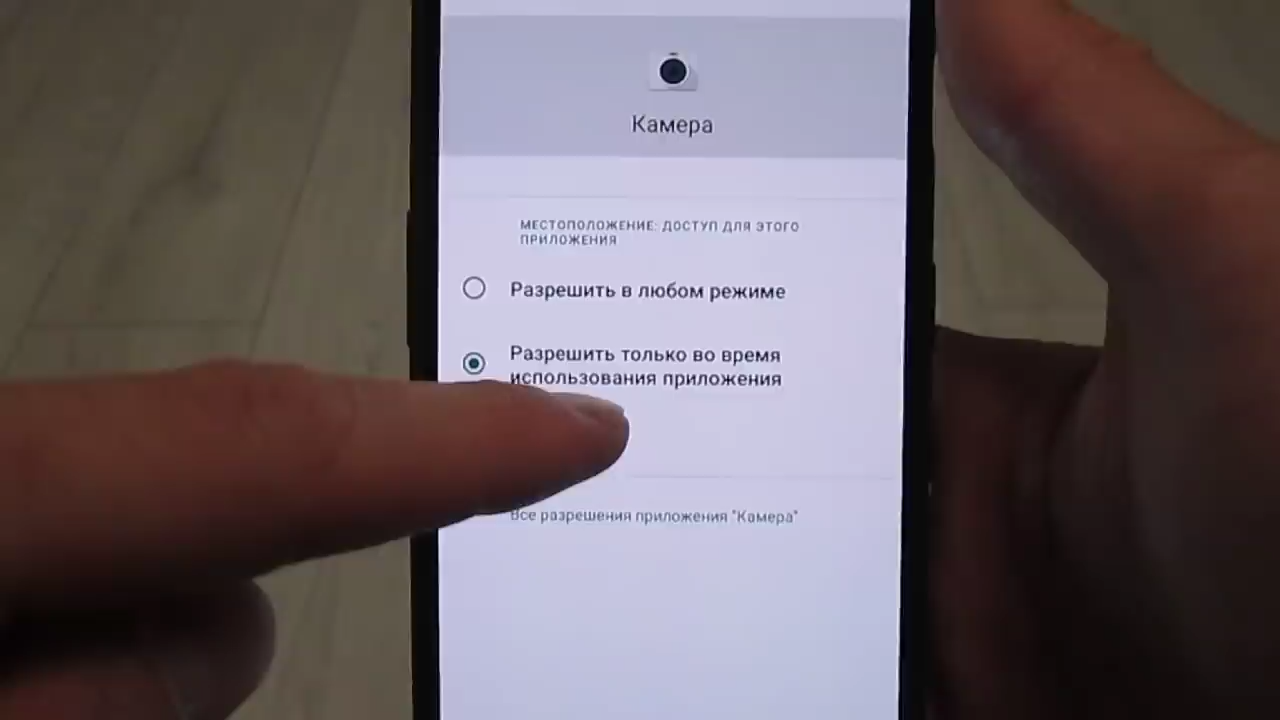 Камера
МЕСТОПОЛОЖЕНИЕ: ДОСТУП ДЛЯ ЭТОГО
ПРИЛОЖЕНИЯ
Разрешить в любом режиме
Разрешить только во время
использования приложения
Все разрешения приложения "Камера"